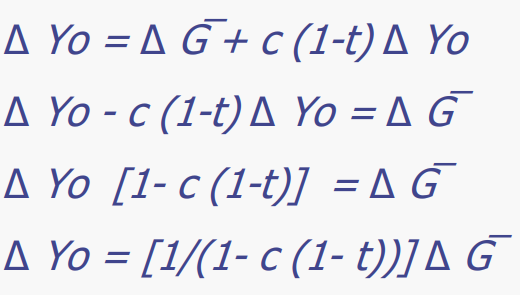 Δ Yo = Δ G¯+ c (1-t) Δ Yo
Δ Yo - c (1-t) Δ Yo = Δ G¯
Δ Yo [1- c (1-t)] = Δ G¯
Δ Yo = [1/(1- c (1- t))] Δ G¯